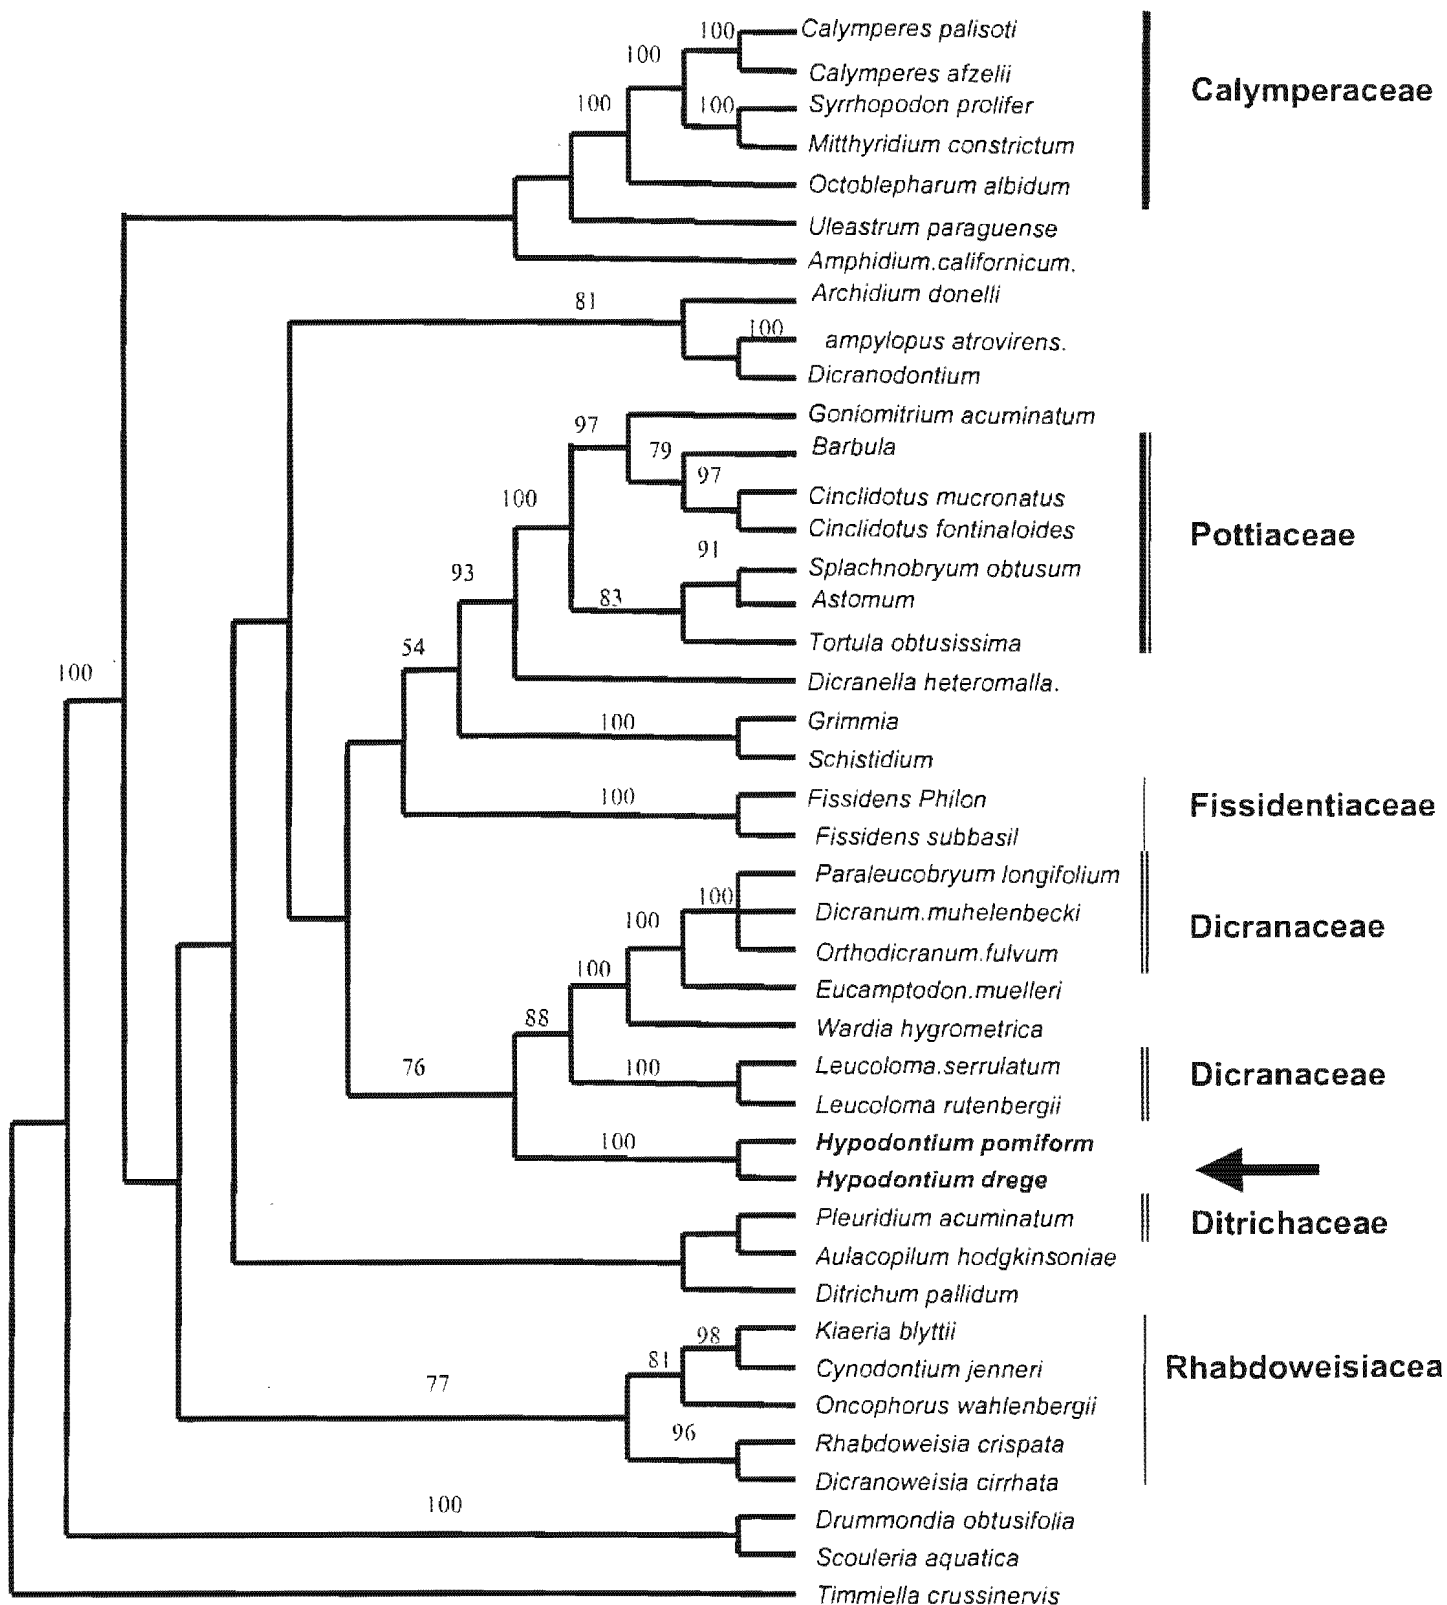 100 Calymperes palisoti
100
Calymperes afzelii
Calymperaceae
100 100 Syrrhopodon prolifer
Mitthyridium constrictum
Octoblepharum albidum
Uleastrum paraguense
Amphidium.californicum.
81 Archidium donelli
100 ampylopus atrovirens.
Dicranodontium
97 Goniomitrium acuminatum
79 Barbula
97
100 Cinclidotus mucronatus
Cinclidotus fontinaloides
Pottiaceae
91
93 Splachnobryum obtusum
83 Astomum
54 Tortula obtusissima
100 Dicranella heteromalla.
100 Grimmia
Schistidium
100 Fissidens Philon
Fissidentiaceae
Fissidens subbasil
Paraleucobryum longifolium
100
100 Dicranum.muhelenbecki
Dicranaceae
Orthodicranum.fulvum
100
Eucamptodon.muelleri
88 Wardia hygrometrica
76 100 Leucoloma.serrulatum
Dicranaceae
Leucoloma rutenbergii
100 Hypodontium pomiform
Hypodontium drege
Pleuridium acuminatum
Ditrichaceae
Aulacopilum hodgkinsoniae
Ditrichum pallidum
98 Kiaeria blyttii
81 Cynodontium jenneri
Rhabdoweisiacea
77
Oncophorus wahlenbergii
96 Rhabdoweisia crispata
Dicranoweisia cirrhata
100
Drummondia obtusifolia
Scouleria aquatica
Timmiella crussinervis